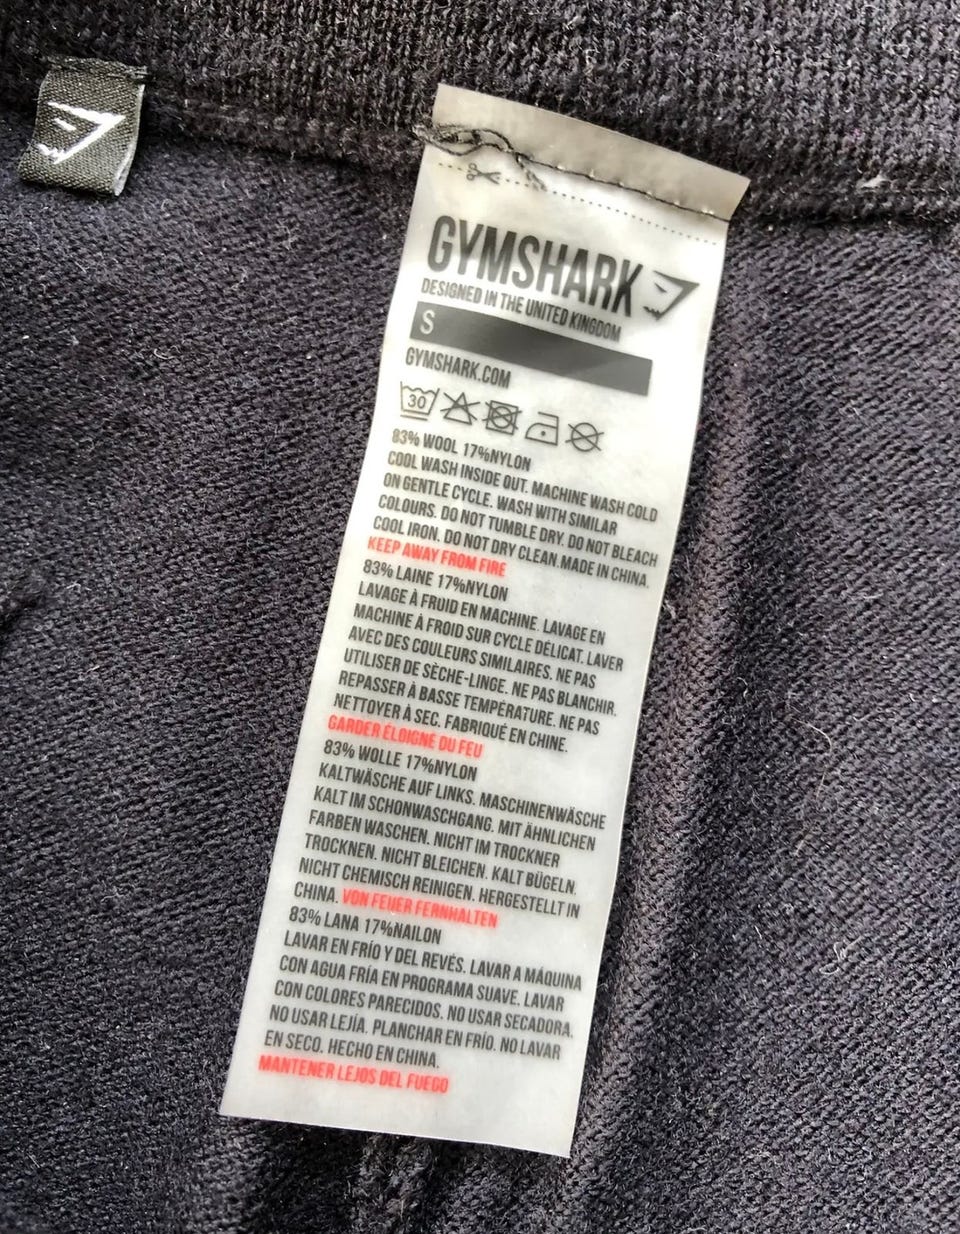 GYMSHARK
DESIGNED IN THE UNITED KINGDOM
S
GYMSHARK.COM
30
83% WOOL 17%NYLON
COOL WASH INSIDE OUT. MACHINE WASH COLD
ON GENTLE CYCLE. WASH WITH SIMILAR
COLOURS. DO NOT TUMBLE DRY. DO NOT BLEACH
COOL IRON. DO NOT DRY CLEAN.MADE IN CHINA.
KEEP AWAY FROM FIRE
83% LAINE 17%NYLON
LAVAGE À FRUID EN MACHINE. LAVAGE EN
MACHINE À FROID SUR CYCLE DÉLICAT. LAVER
AVEC DES COULEURS SIMILAIRES. NE PAS
UTILISER DE SÈCHE-LINGE. NE PAS BLANCHIR.
REPASSER À BASSE TEMPÉRATURE. NE PAS
NETTOYER À SEC. FABRIQUÉ EN CHINE.
GARDER ÉLOIGNE DU FEU
83% WOLLE 17%NYLON
KALTWÄSCHE AUF LINKS. MASCHINENWÄSCHE
KALT IM SCHONWASCHGANG. MIT ÄHNLICHEN
FARBEN WASCHEN. NICHT IM TROCKNER
TROCKNEN. NICHT BLEICHEN. KALT BÜGELN.
NICHT CHEMISCH REINIGEN. HERGESTELLT IN
CHINA. VON FEUER FERNHALTEN
83% LANA 17%NAILON
LAVAR EN FRÍO Y DEL REVÉS. LAVAR A MÁQUINA
CON AGUA FRÍA EN PROGRAMA SUAVE. LAVAR
CON COLORES PARECIDOS. NO USAR SECADORA.
NO USAR LEJÍA. PLANCHAR EN FRÍO. NO LAVAR
EN SECO. HECHO EN CHINA.
MANTENER LEJOS DEL FUEGO